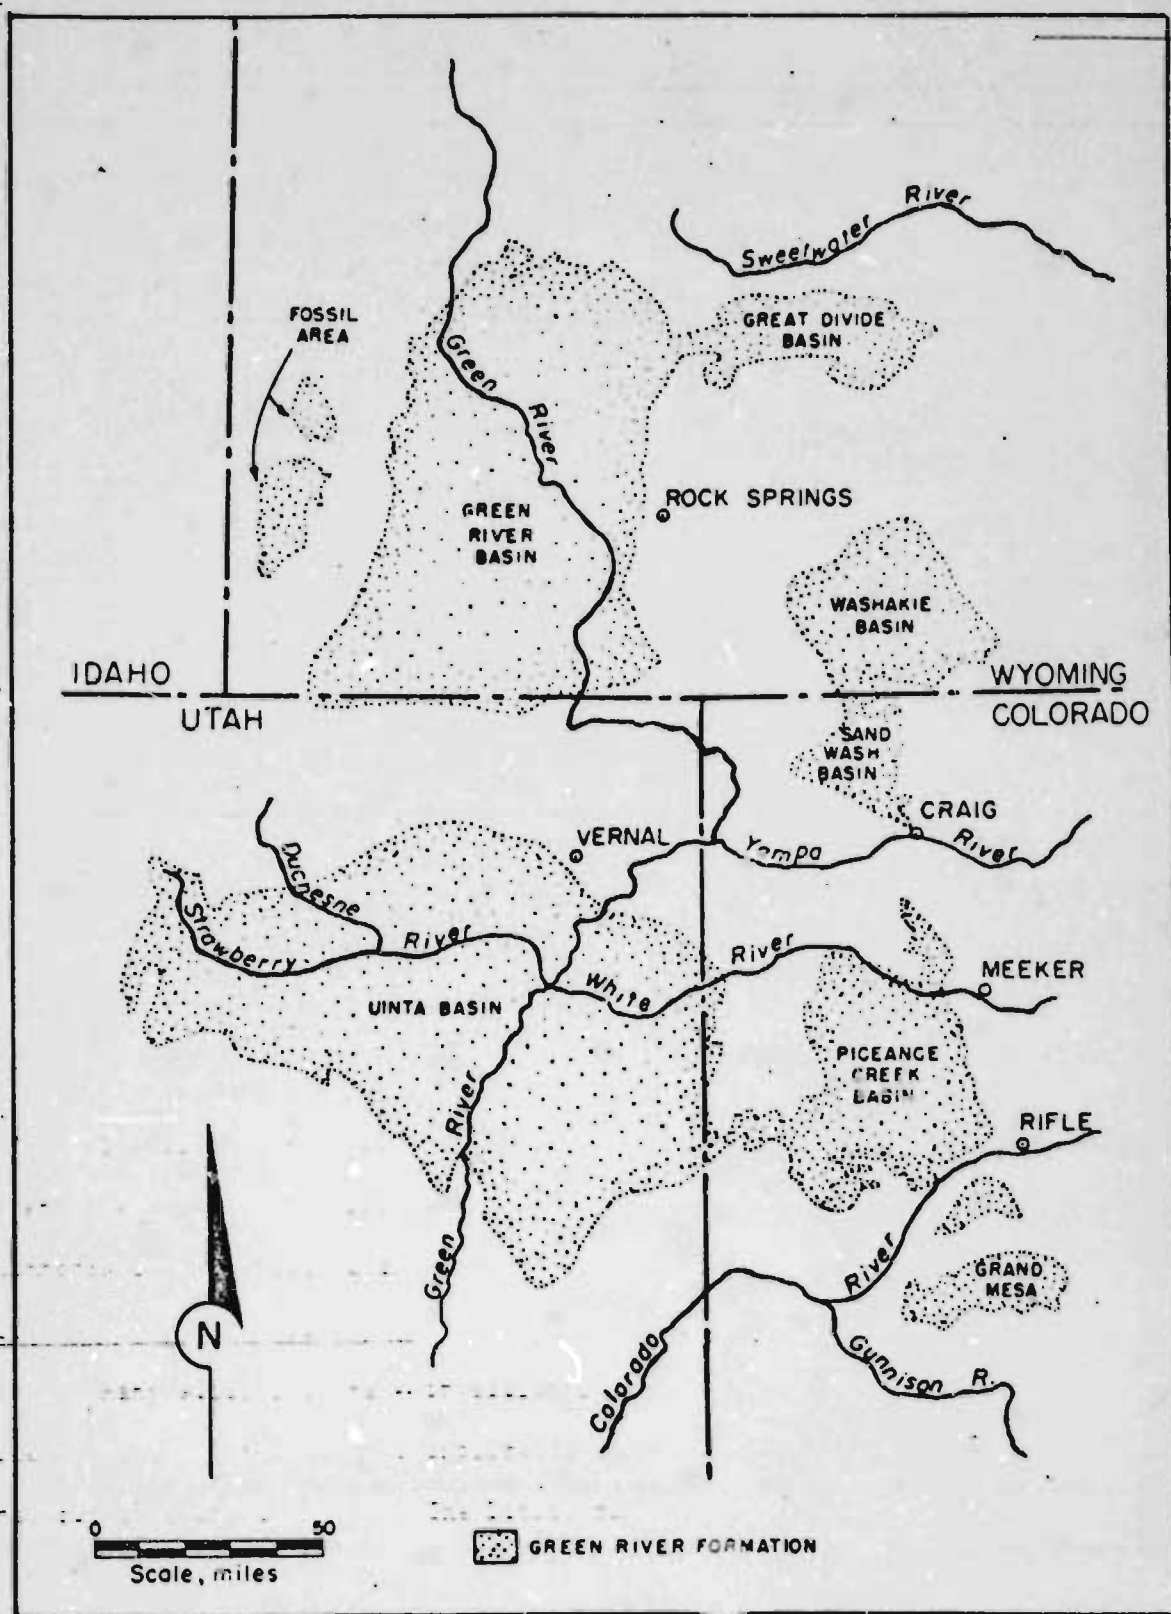 Sweetwater River
FOSSIL
AREA
GREAT DIVIDE
BASIN
Green River
ROCK SPRINGS
GREEN
RIVER
BASIN
WASHAKIE
BASIN
IDAHO
WYOMING
UTAH
COLORADO
SAND
WASH
BASIN
CRAIG
VERNAL
Yampa River
Duchesne River
Strawberry
White River
MEEKER
UINTA BASIN
PICEANCE
CREEK
BASIN
RIFLE
Green River
River
GRAND
MESA
Colorado
Gunnison R.
N
0 50
Scale, miles
GREEN RIVER FORMATION